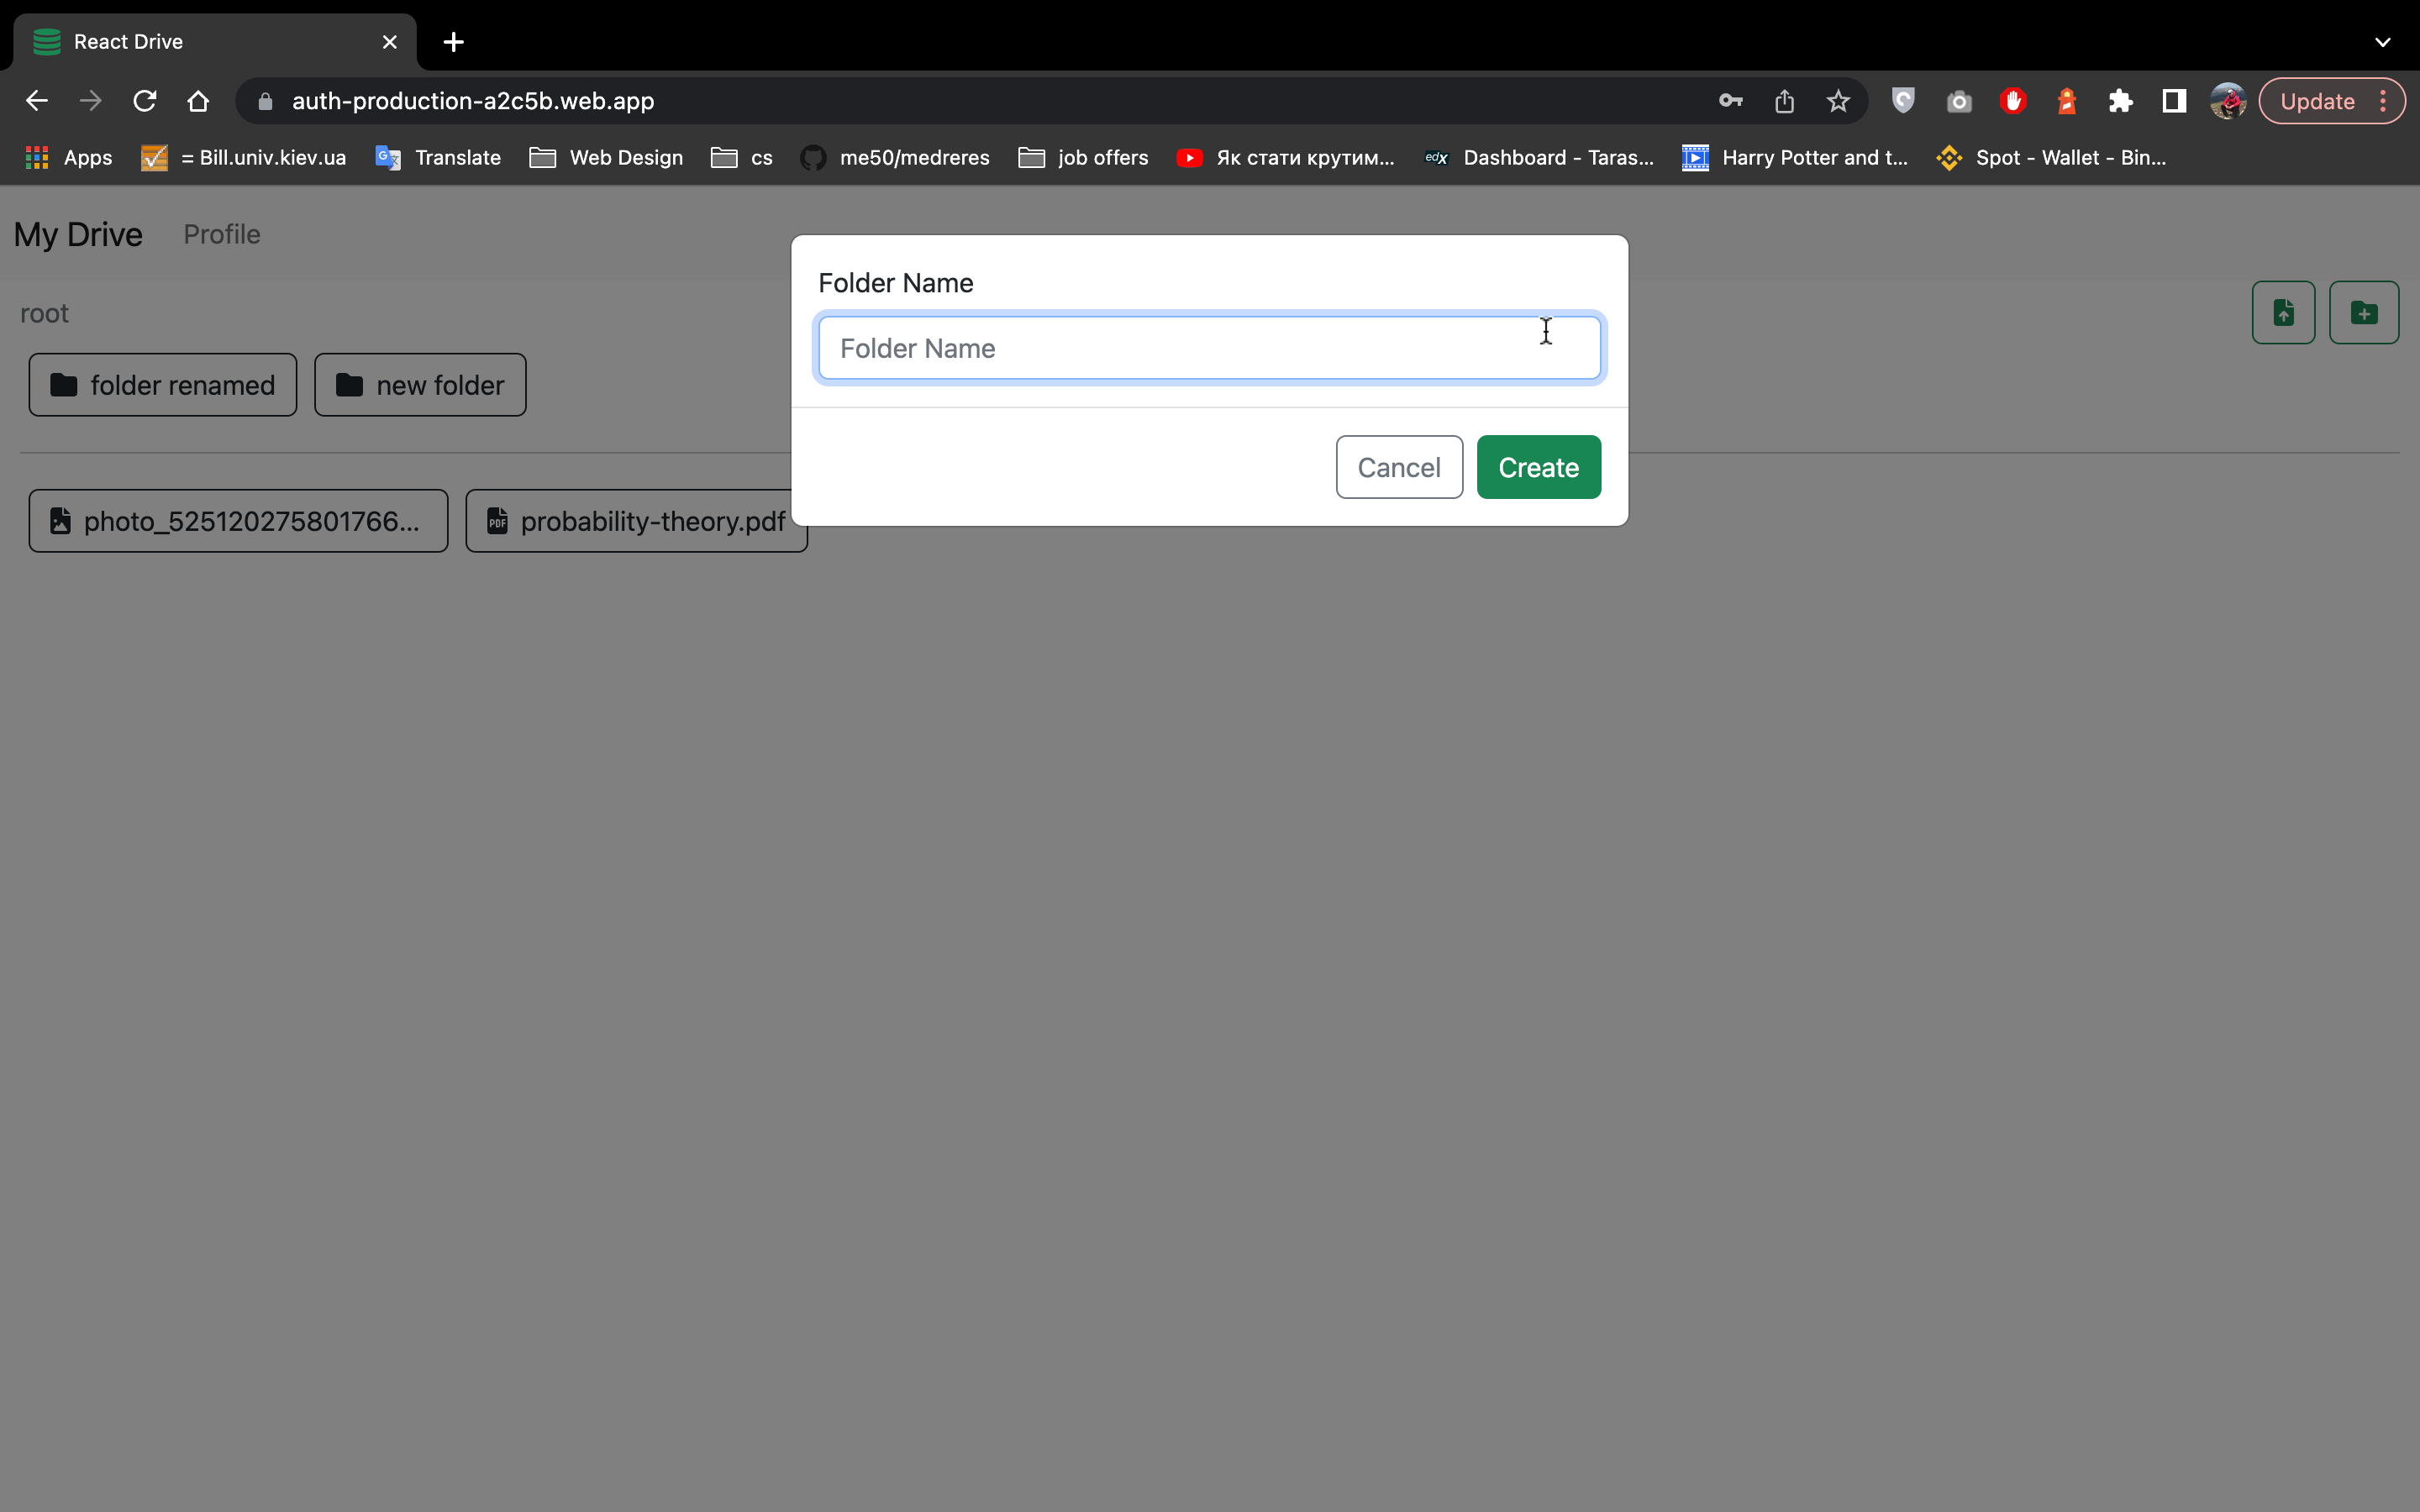 React Drive
auth-production-a2c5b.web.app
Update
Apps
= Bill.univ.kiev.ua
Translate
Web Design
cs
me50/medreres
job offers
Як стати крутим...
edX
Dashboard - Taras...
Harry Potter and t...
Spot - Wallet - Bin...
My Drive
Profile
root
folder renamed
new folder
photo_525120275801766...
PDF
probability-theory.pdf
Folder Name
Folder Name
Cancel
Create